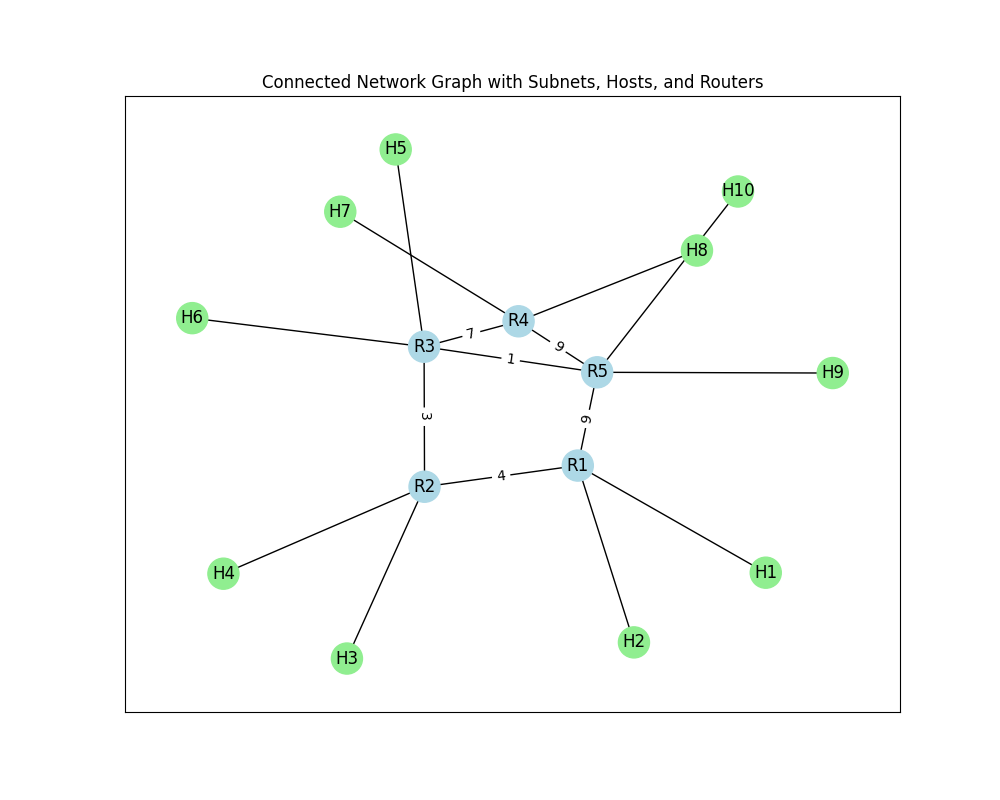 Connected Network Graph with Subnets, Hosts, and Routers
H5
H10
H7
H8
H6
R4
R3
7
9
1
R5
H9
3
6
R1
R2
4
H4
H1
H2
H3